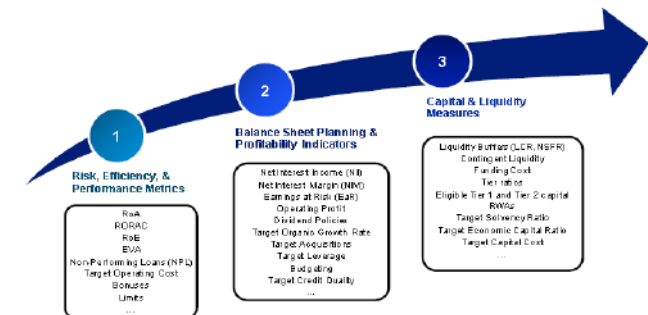 1
Risk, Efficiency, &
Performance Metrics
RoA
RORAC
RoE
EVA
Non-Performing Loans (NPL)
Target Operating Cost
Bonuses
Limits
...
2
Balance Sheet Planning &
Profitability Indicators
Net Interest Income (NII)
Net Interest Margin (NIM)
Earnings at Risk (EaR)
Operating Profit
Dividend Policies
Target Organic Growth Rate
Target Acquisitions
Target Leverage
Budgeting
Target Credit Quality
...
3
Capital & Liquidity
Measures
Liquidity Buffers (LCR, NSFR)
Contingent Liquidity
Funding Cost
Tier ratios
Eligible Tier 1 and Tier 2 capital
RWAs
Target Solvency Ratio
Target Economic Capital Ratio
Target Capital Cost
...